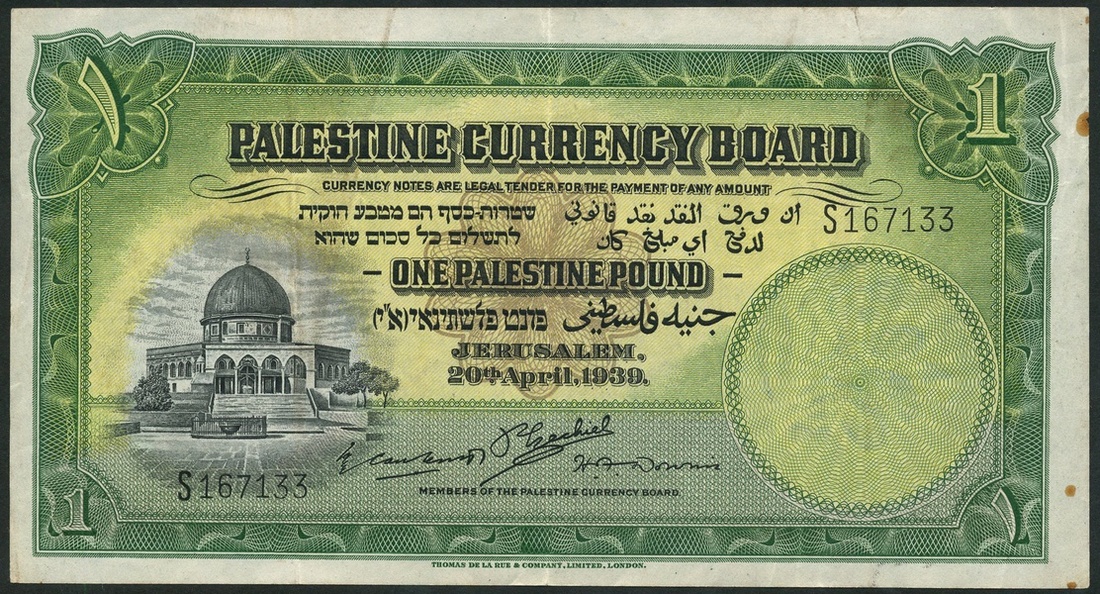 ١
1
PALESTINE CURRENCY BOARD
CURRENCY NOTES ARE LEGAL TENDER FOR THE PAYMENT OF ANY AMOUNT
שטרות-כסף הם מטבע חוקית
לתשלום כל סכום שהוא
ان ورق النقد نقد قانوني
لدفع أي مبلغ كان
S167133
— ONE PALESTINE POUND —
פונט פלשתינאי (א״י)
جنيه فلسطيني
JERUSALEM.
20th April, 1939.
S167133
MEMBERS OF THE PALESTINE CURRENCY BOARD.
1
١
THOMAS DE LA RUE & COMPANY, LIMITED, LONDON.